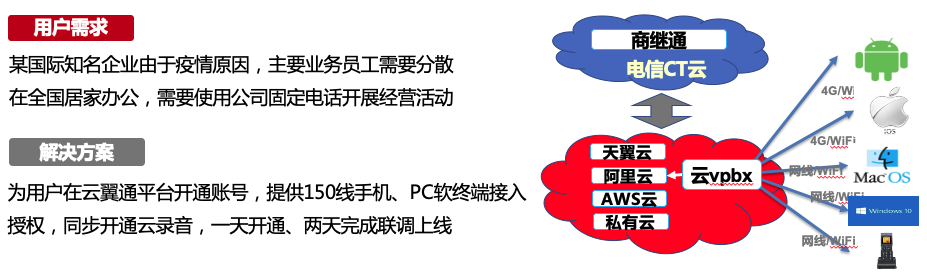 用户需求
某国际知名企业由于疫情原因，主要业务员工需要分散
在全国居家办公，需要使用公司固定电话开展经营活动
解决方案
为用户在云翼通平台开通账号，提供150线手机、PC软终端接入
授权，同步开通云录音，一天开通、两天完成联调上线
商继通
电信CT云
天翼云
阿里云
AWS云
私有云
云vpbx
4G/Wi
iOS
4G/WiFi
网线/WiFi
Mac OS
网线/WiFi
Windows 10
网线/WiFi